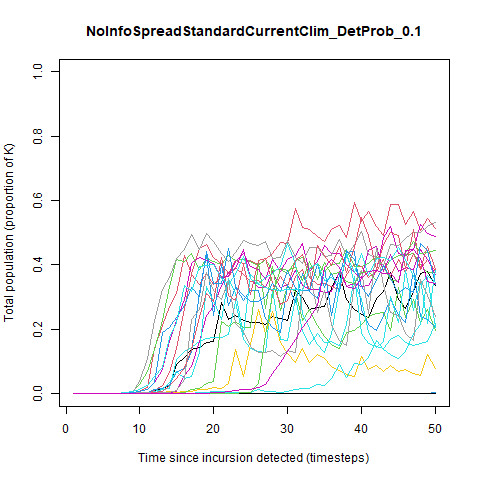 NoInfoSpreadStandardCurrentClim_DetProb_0.1
Total population (proportion of K)
1.0
0.8
0.6
0.4
0.2
0.0
0 10 20 30 40 50
Time since incursion detected (timesteps)